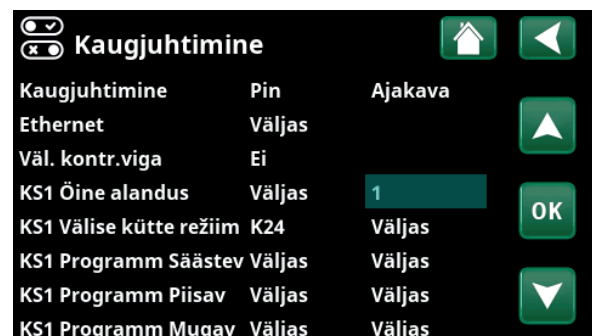 Kaugjuhtimine
Kaugjuhtimine Pin Ajakava
Ethernet Väljas
Väl. kontr.viga Ei
KS1 Öine alandus Väljas 1
OK
KS1 Välise kütte režiim K24 Väljas
KS1 Programm Säästev Väljas Väljas
KS1 Programm Piisav Väljas Väljas
KS1 Programm Mugav Väljas Väljas